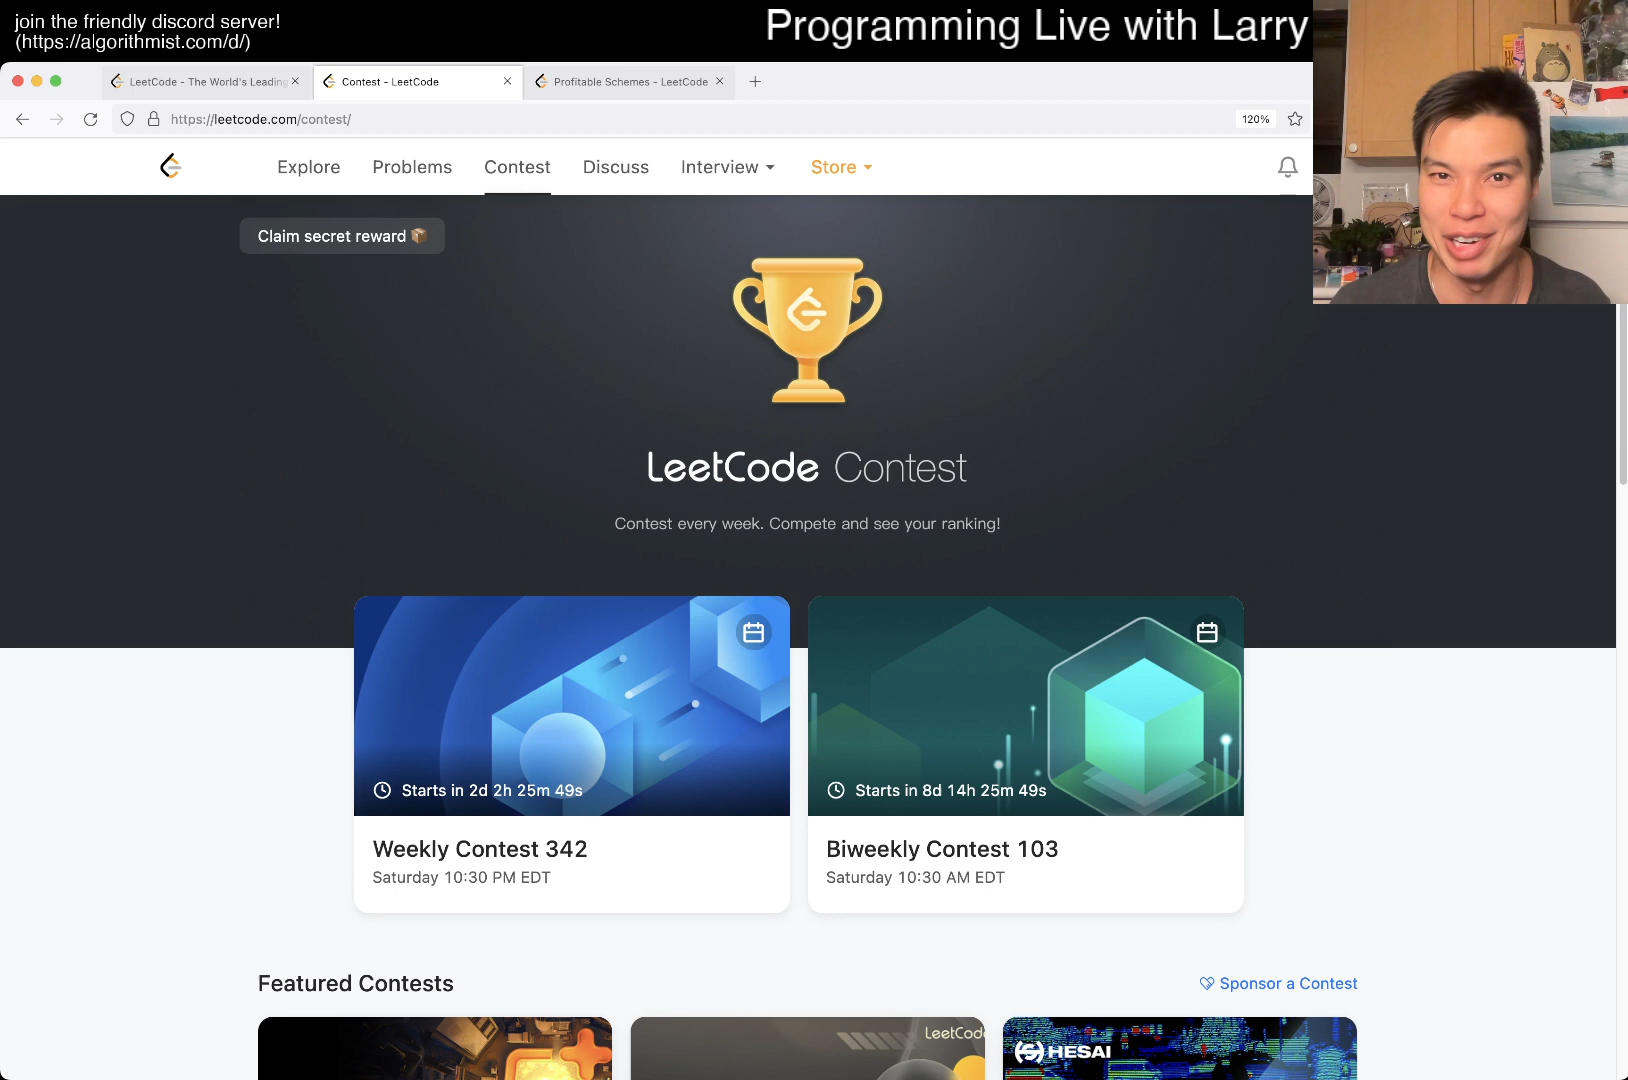 join the friendly discord server!
(https://algorithmist.com/d/)
Programming Live with Larry
LeetCode - The World's Leading
Contest - LeetCode
Profitable Schemes - LeetCode
https://leetcode.com/contest/
120%
Explore
Problems
Contest
Discuss
Interview
Store
Claim secret reward
LeetCode Contest
Contest every week. Compete and see your ranking!
Starts in 2d 2h 25m 49s
Starts in 8d 14h 25m 49s
Weekly Contest 342
Saturday 10:30 PM EDT
Biweekly Contest 103
Saturday 10:30 AM EDT
Featured Contests
Sponsor a Contest
LeetCode
HESAI